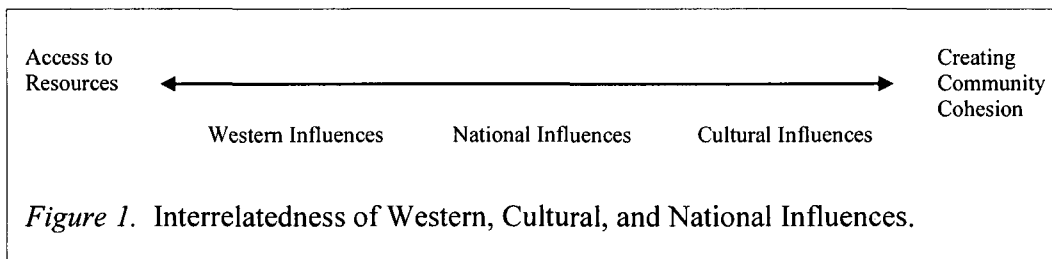 Access to
Resources
Creating
Community
Cohesion
Western Influences National Influences Cultural Influences
Figure 1. Interrelatedness of Western, Cultural, and National Influences.